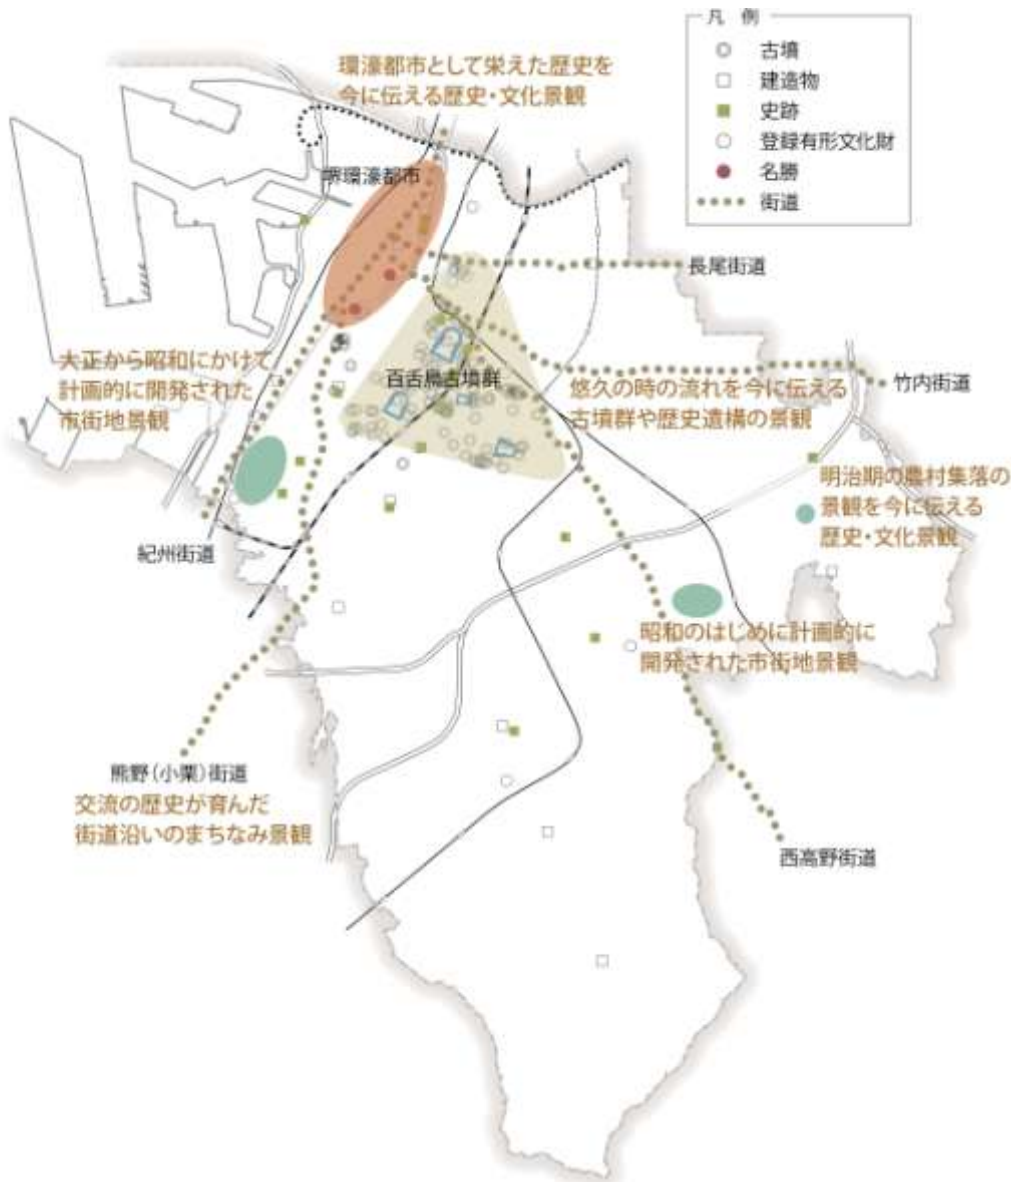 凡 例
古墳
建造物
史跡
登録有形文化財
名勝
街道
環濠都市として栄えた歴史を
今に伝える歴史・文化景観
堺環濠都市
長尾街道
大正から昭和にかけて
計画的に開発された
市街地景観
百舌鳥古墳群
悠久の時の流れを今に伝える
古墳群や歴史遺構の景観
竹内街道
明治期の農村集落の
景観を今に伝える
歴史・文化景観
紀州街道
昭和のはじめに計画的に
開発された市街地景観
熊野（小栗）街道
交流の歴史が育んだ
街道沿いのまちなみ景観
西高野街道